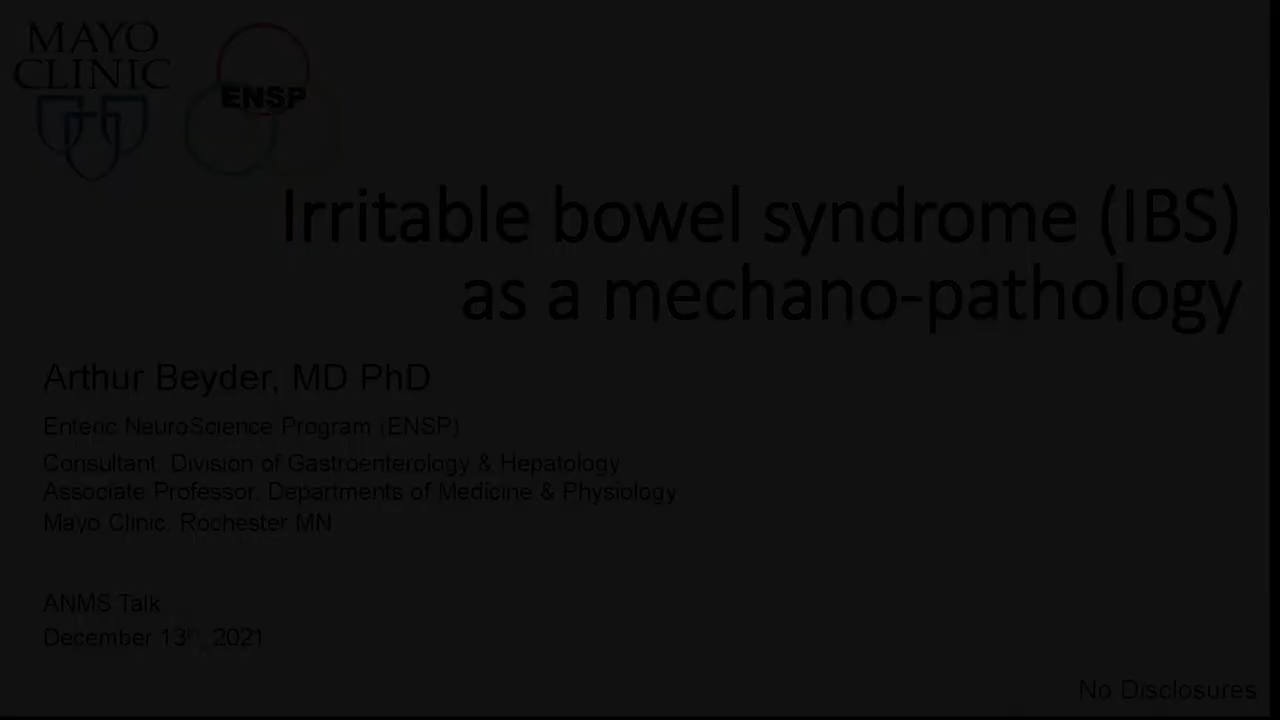 MAYO
CLINIC
ENSP
Irritable bowel syndrome (IBS)
as a mechano-pathology
Arthur Beyder, MD PhD
Enteric NeuroScience Program (ENSP)
Consultant, Division of Gastroenterology & Hepatology
Associate Professor, Departments of Medicine & Physiology
Mayo Clinic, Rochester MN
ANMS Talk
December 13th, 2021
No Disclosures